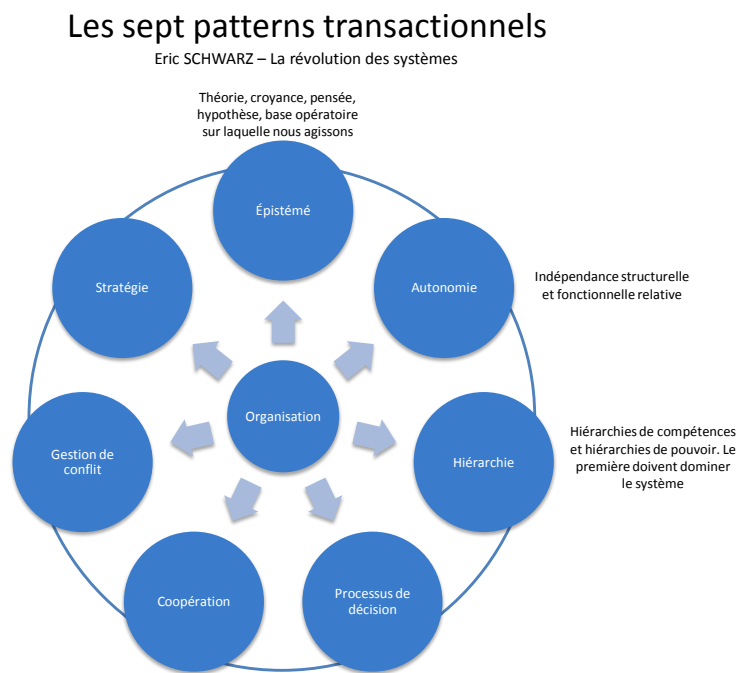 Les sept patterns transactionnels
Eric SCHWARZ – La révolution des systèmes
Théorie, croyance, pensée,
hypothèse, base opératoire
sur laquelle nous agissons
Épistémé
Stratégie
Autonomie
Indépendance structurelle
et fonctionnelle relative
Organisation
Gestion de
conflit
Hiérarchie
Hiérarchies de compétences
et hiérarchies de pouvoir. Le
première doivent dominer
le système
Coopération
Processus de
décision